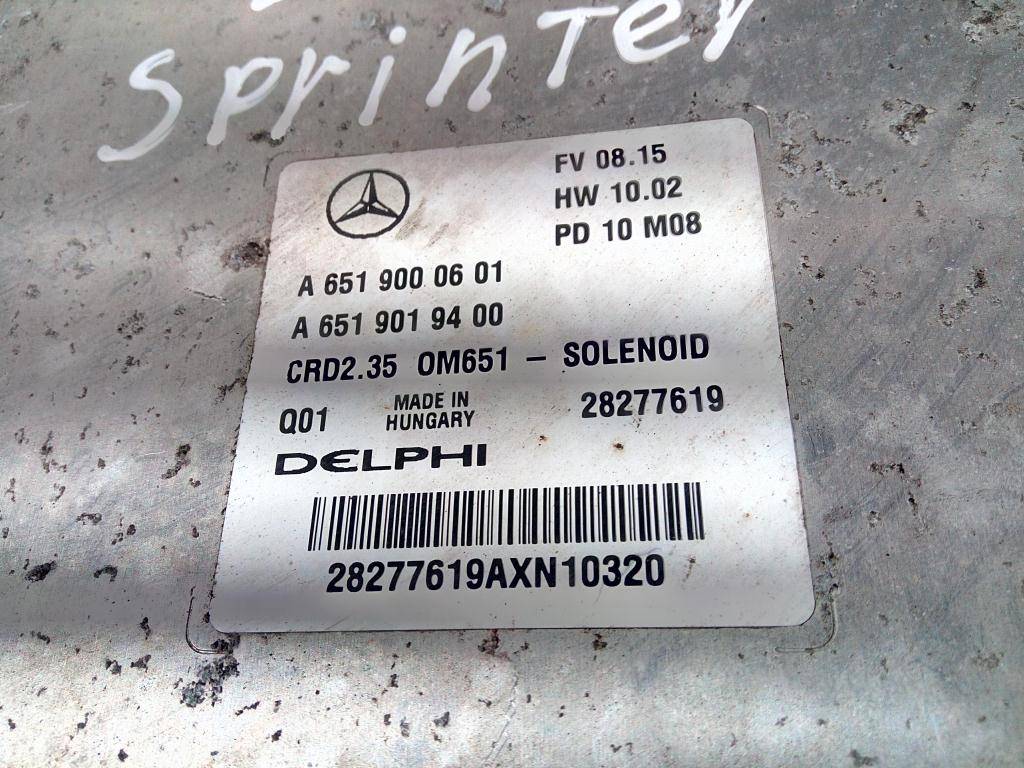 Sprinter
FV 08.15
HW 10.02
PD 10 M08
A 651 900 06 01
A 651 901 94 00
CRD2.35 OM651 – SOLENOID
Q01 MADE IN HUNGARY 28277619
DELPHI
28277619AXN10320